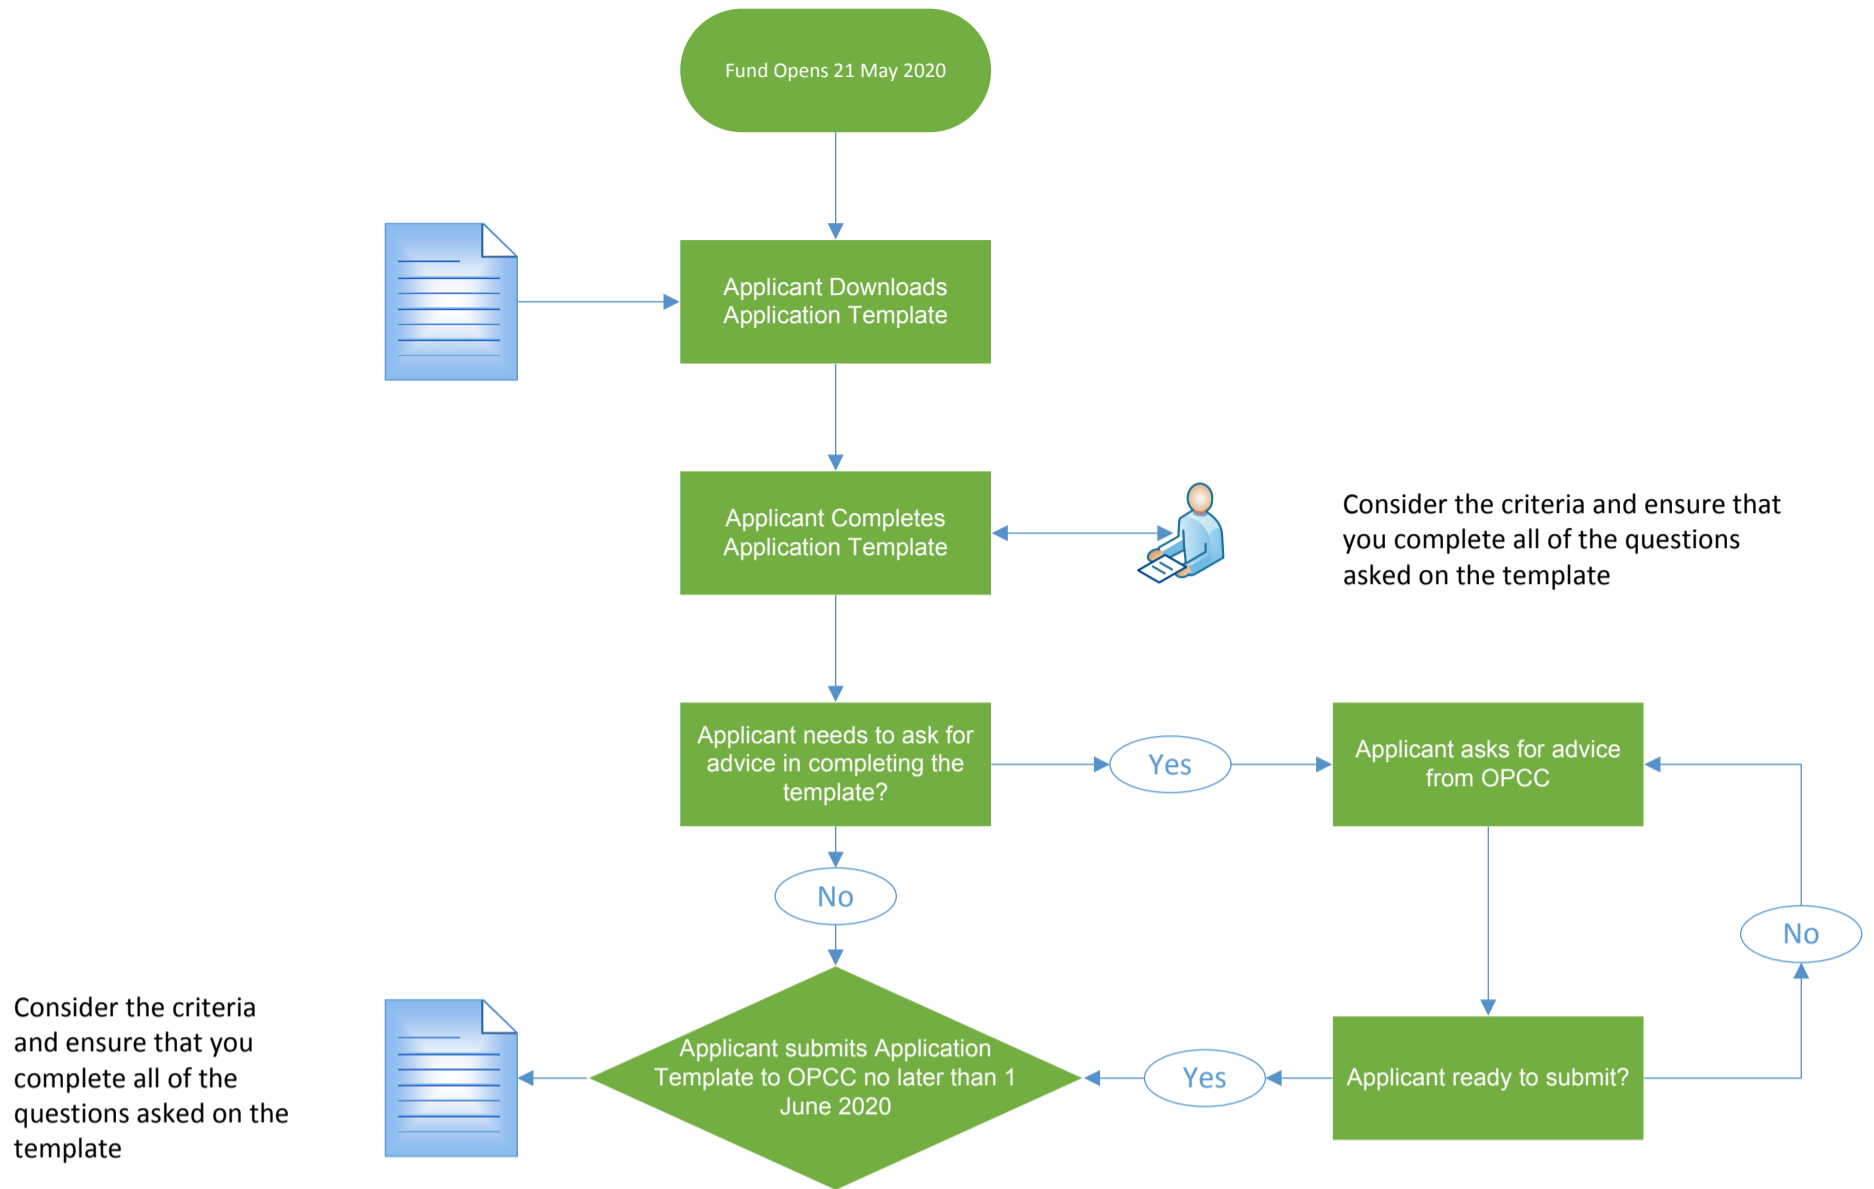 Fund Opens 21 May 2020
Applicant Downloads
Application Template
Applicant Completes
Application Template
Consider the criteria and ensure that
you complete all of the questions
asked on the template
Applicant needs to ask for
advice in completing the
template?
Yes
Applicant asks for advice
from OPCC
No
No
Consider the criteria
and ensure that you
complete all of the
questions asked on the
template
Applicant submits Application
Template to OPCC no later than 1
June 2020
Yes
Applicant ready to submit?